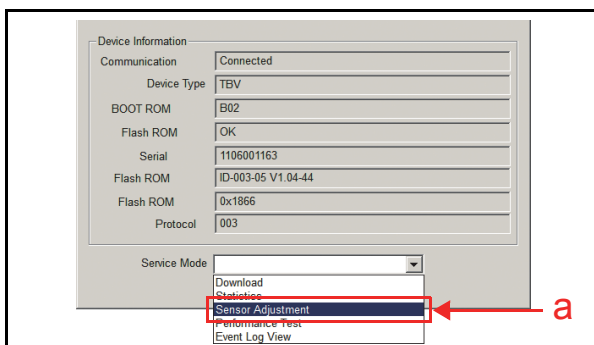 Device Information
Communication Connected
Device Type TBV
BOOT ROM B02
Flash ROM OK
Serial 1106001163
Flash ROM ID-003-05 V1.04-44
Flash ROM 0x1866
Protocol 003
Service Mode
Download
Statistics
Sensor Adjustment a
Performance Test
Event Log View